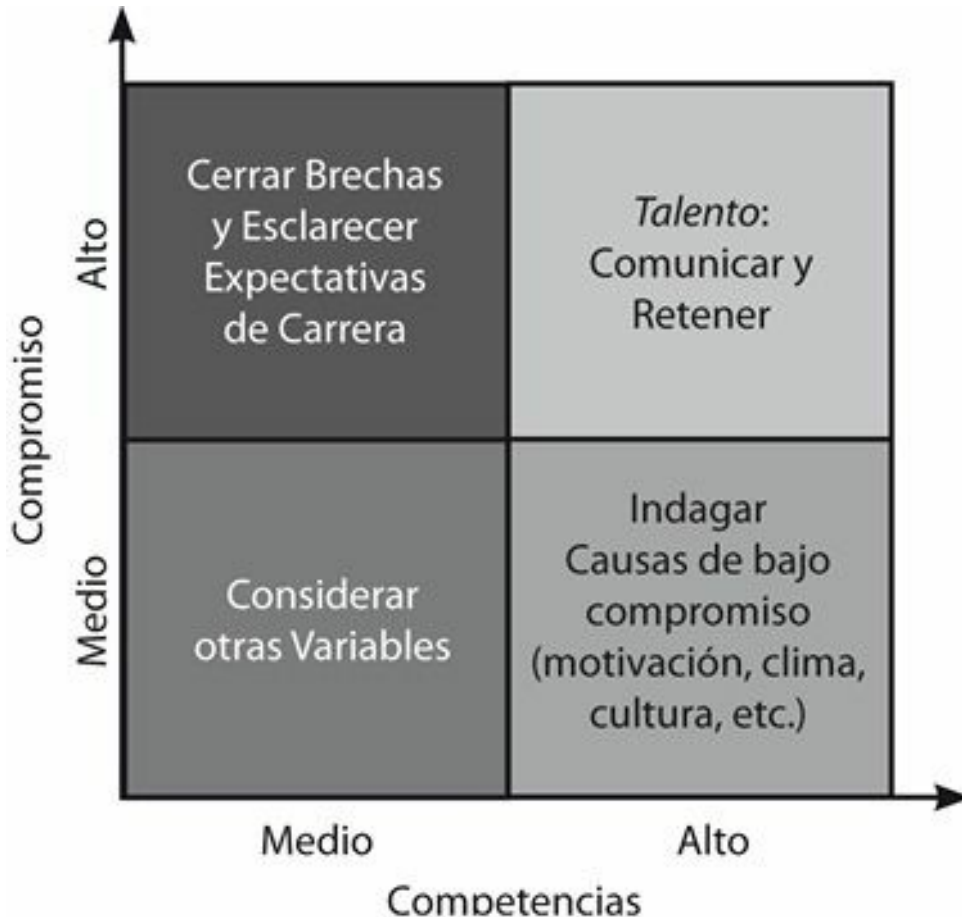 Compromiso
Alto
Medio
Cerrar Brechas
y Esclarecer
Expectativas
de Carrera
Talento:
Comunicar y
Retener
Considerar
otras Variables
Indagar
Causas de bajo
compromiso
(motivación, clima,
cultura, etc.)
Medio
Alto
Competencias